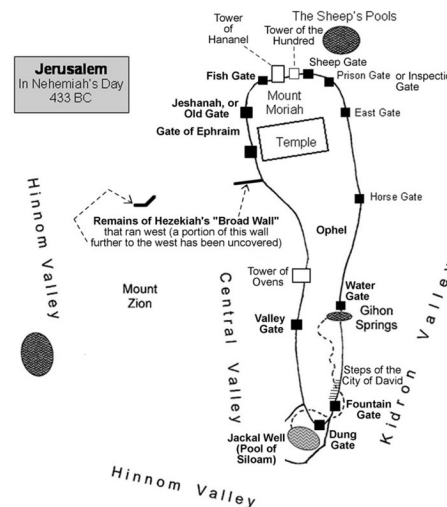 The Sheep's Pools
Tower
of
Hananel
Tower of the
Hundred
Jerusalem
In Nehemiah's Day
433 BC
Sheep Gate
Fish Gate
Prison Gate or Inspectio
Gate
Mount
Moriah
Jeshanah, or
Old Gate
East Gate
Gate of Ephraim
Temple
Hinnom Valley
Remains of Hezekiah's "Broad Wall"
that ran west (a portion of this wall
further to the west has been uncovered)
Horse Gate
Ophel
Tower of
Ovens
Mount
Zion
Central Valley
Water
Gate
Gihon
Springs
Valley
Gate
Kidron Valley
Steps of the
City of David
Fountain
Gate
Jackal Well
(Pool of
Siloam)
Dung
Gate
Hinnom Valley